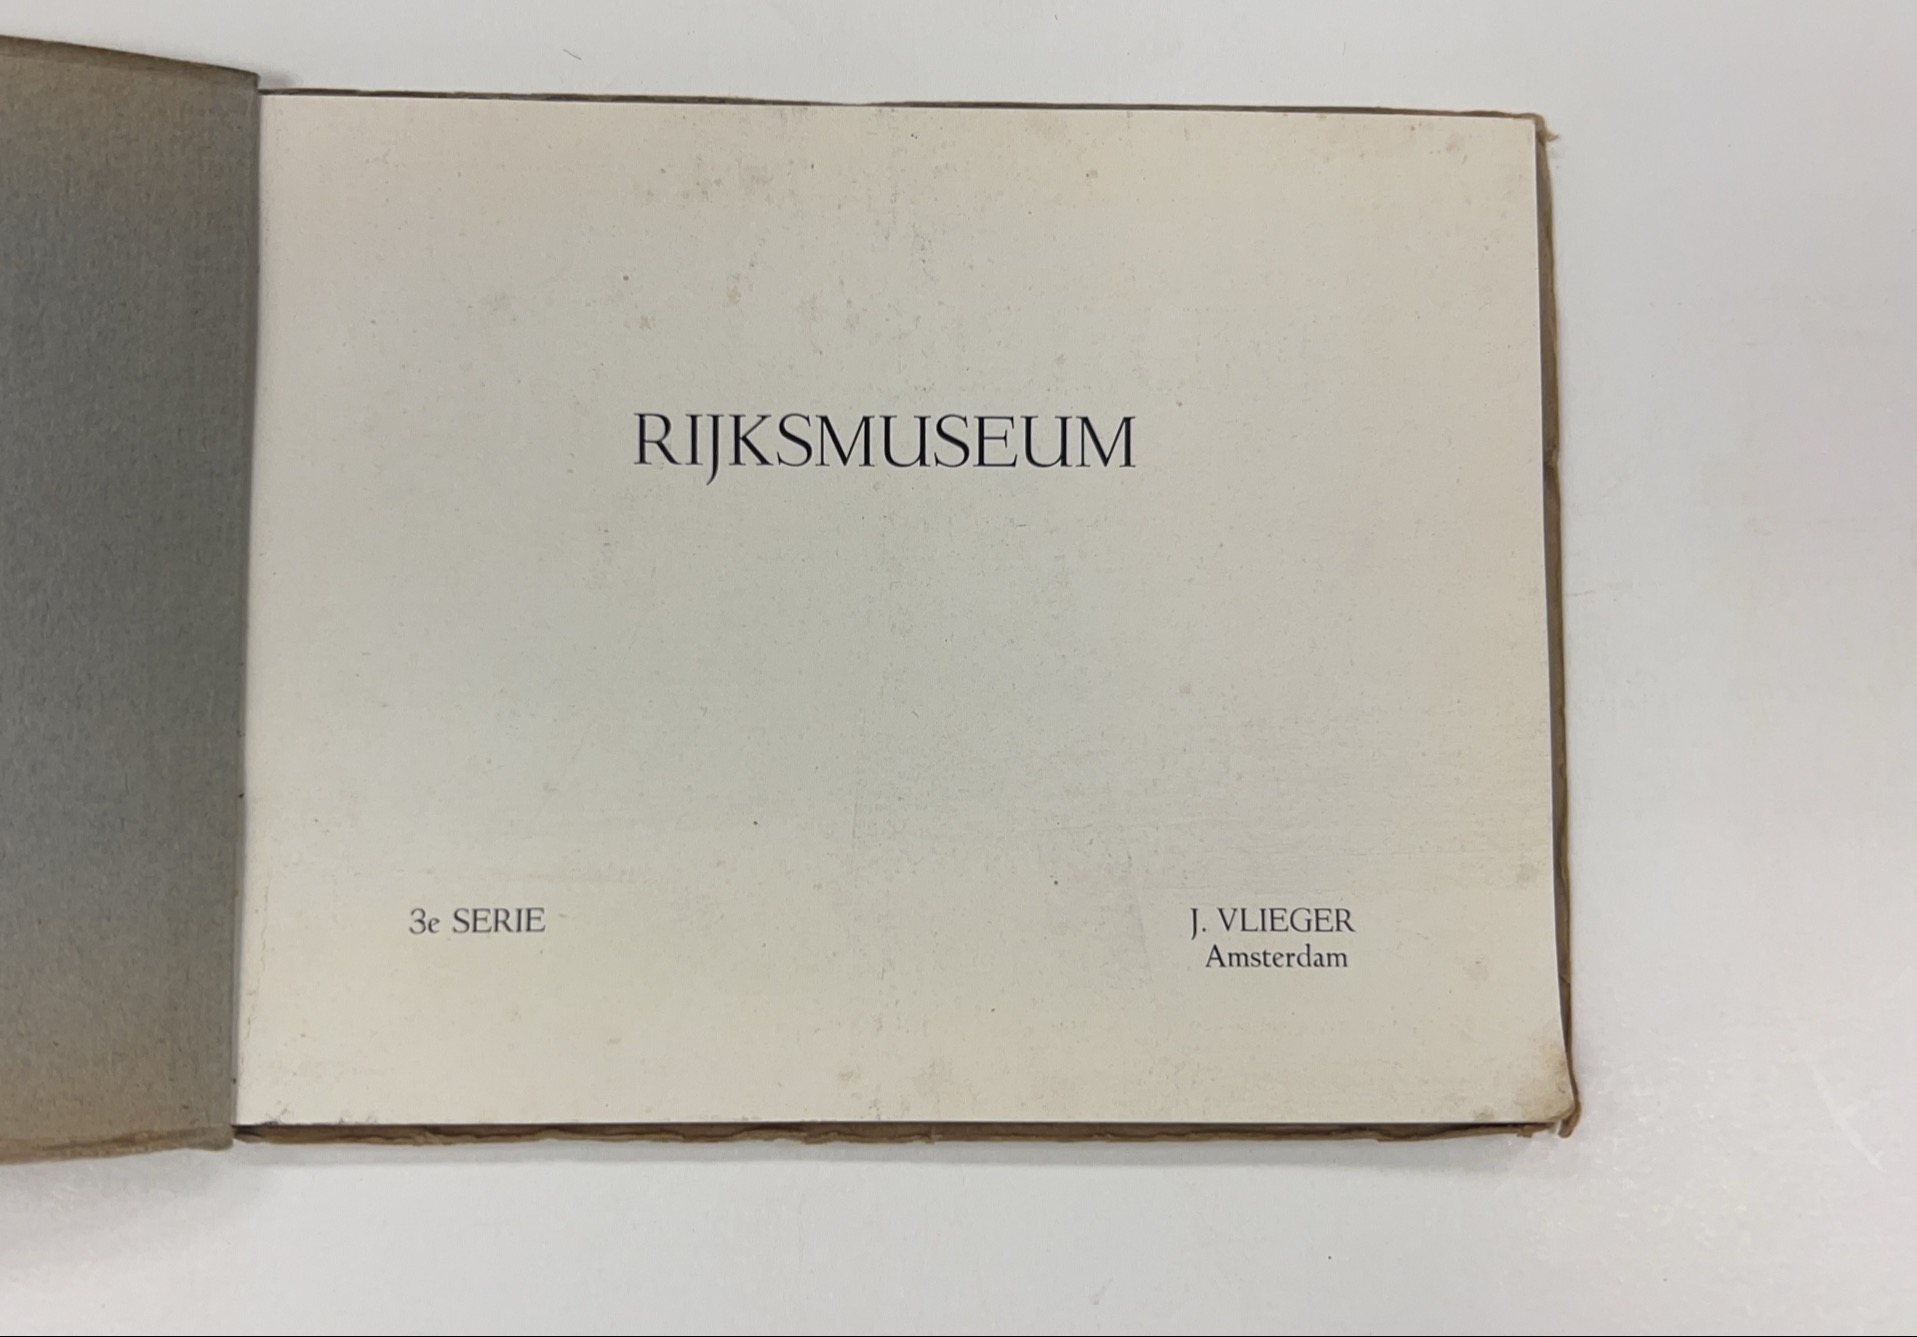 RIJKSMUSEUM
3e SERIE
J. VLIEGER
Amsterdam